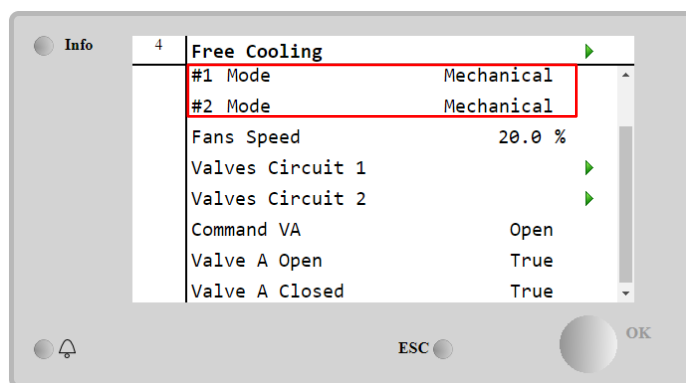 Info
4 Free Cooling
#1 Mode Mechanical
#2 Mode Mechanical
Fans Speed 20.0 %
Valves Circuit 1
Valves Circuit 2
Command VA Open
Valve A Open True
Valve A Closed True
ESC
OK